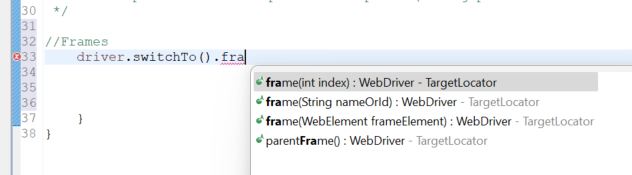 30 */
31
32 //Frames
33 driver.switchTo().fra
34
35
36
37 }
38 }
frame(int index) : WebDriver - TargetLocator
frame(String nameOrId) : WebDriver - TargetLocator
frame(WebElement frameElement) : WebDriver - TargetLocator
parentFrame() : WebDriver - TargetLocator